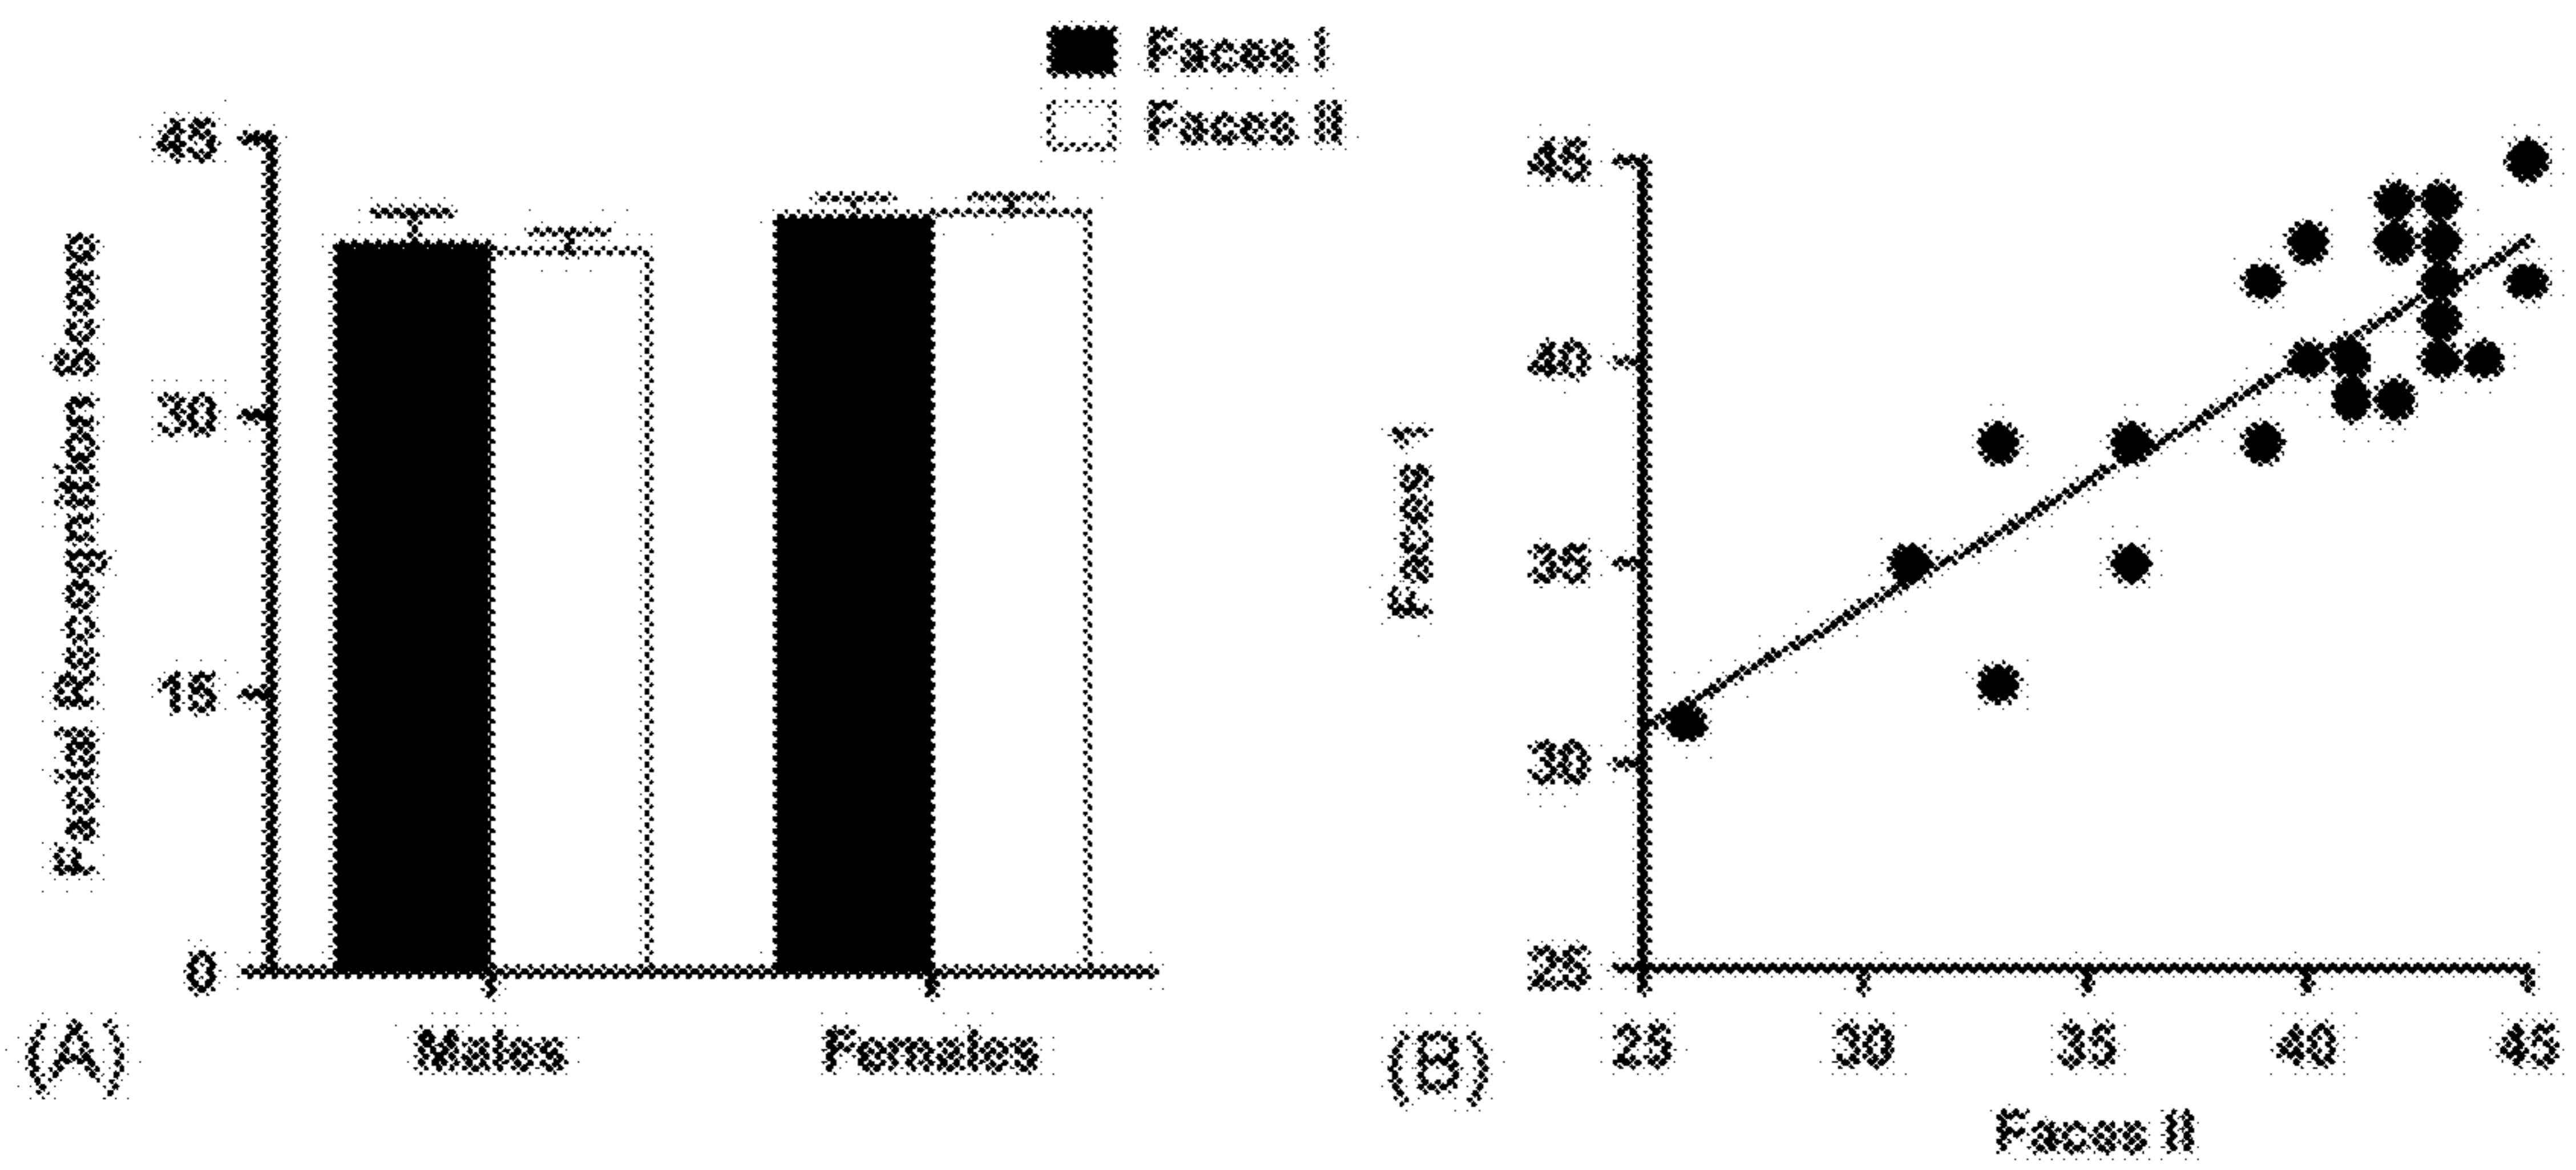 Faces I
Faces II
45
30
15
0
Facial Recognition Score
Males
Females
(A)
45
40
35
30
25
Faces I
25
30
35
40
45
Faces II
(B)